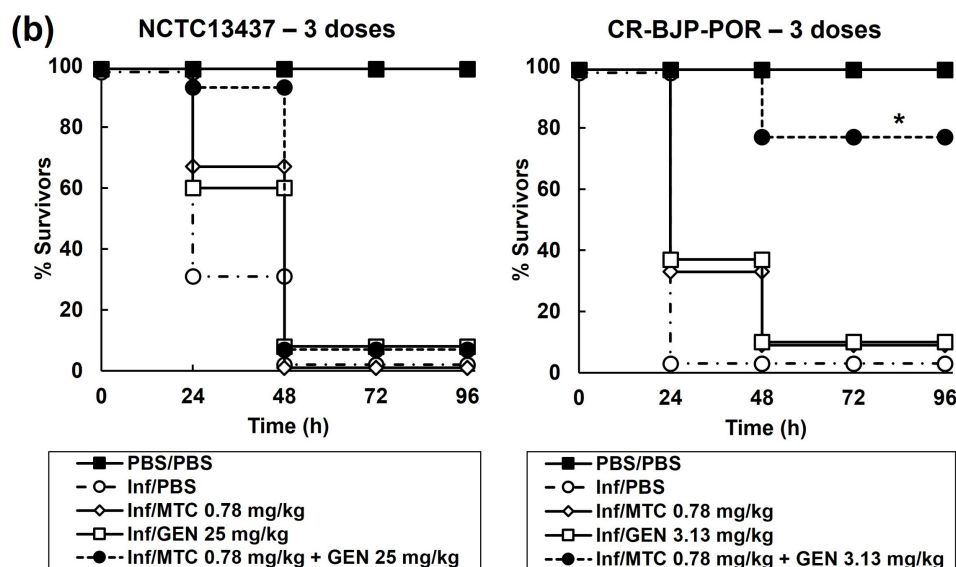 (b)
NCTC13437 – 3 doses
100
80
60
40
20
0
% Survivors
0 24 48 72 96
Time (h)
PBS/PBS
Inf/PBS
Inf/MTC 0.78 mg/kg
Inf/GEN 25 mg/kg
Inf/MTC 0.78 mg/kg + GEN 25 mg/kg
CR-BJP-POR – 3 doses
100
80
60
40
20
0
% Survivors
*
0 24 48 72 96
Time (h)
PBS/PBS
Inf/PBS
Inf/MTC 0.78 mg/kg
Inf/GEN 3.13 mg/kg
Inf/MTC 0.78 mg/kg + GEN 3.13 mg/kg